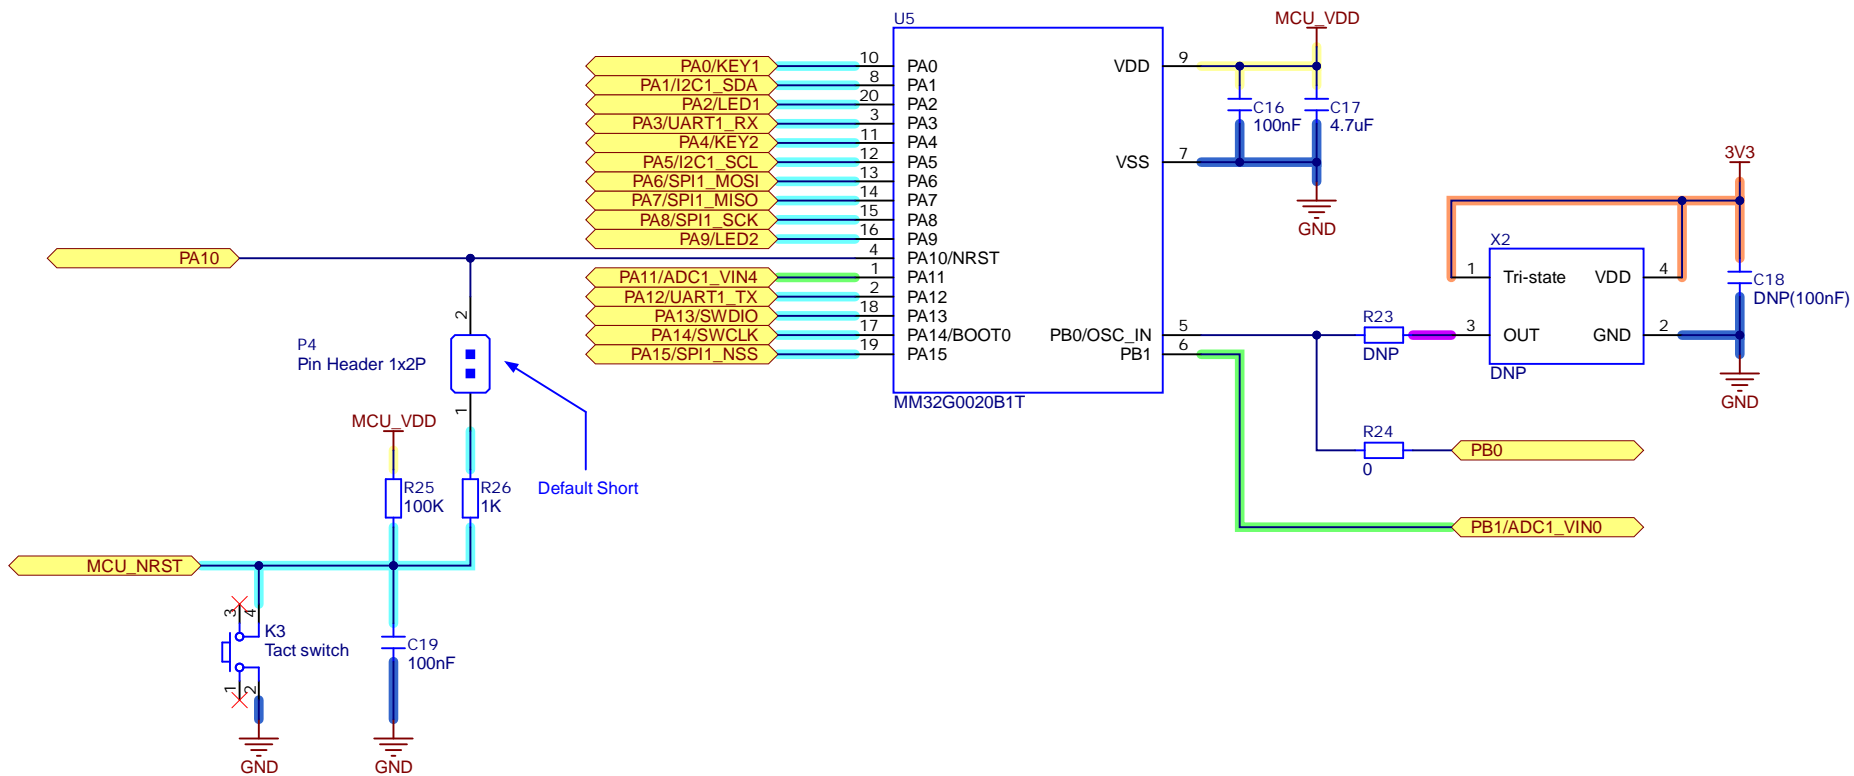 U5
MCU_VDD
PA0/KEY1 10 PA0 VDD 9
PA1/I2C1_SDA 8 PA1
PA2/LED1 20 PA2
C16 100nF
C17 4.7uF
PA3/UART1_RX 3 PA3
PA4/KEY2 11 PA4
PA5/I2C1_SCL 12 PA5 VSS 7
PA6/SPI1_MOSI 13 PA6
PA7/SPI1_MISO 14 PA7
PA8/SPI1_SCK 15 PA8
PA9/LED2 16 PA9
GND
PA10 4 PA10/NRST
PA11/ADC1_VIN4 1 PA11
PA12/UART1_TX 2 PA12
PA13/SWDIO 18 PA13
PA14/SWCLK 17 PA14/BOOT0 PB0/OSC_IN 5
PA15/SPI1_NSS 19 PA15 PB1 6
MM32G0020B1T
3V3
X2
1 Tri-state VDD 4
3 OUT GND 2
DNP
C18
DNP(100nF)
GND
R23
DNP
R24
0
PB0
PB1/ADC1_VIN0
2
P4
Pin Header 1x2P
1
Default Short
MCU_VDD
R25
100K
R26
1K
MCU_NRST
3 4
K3
Tact switch
1 2
C19
100nF
GND
GND